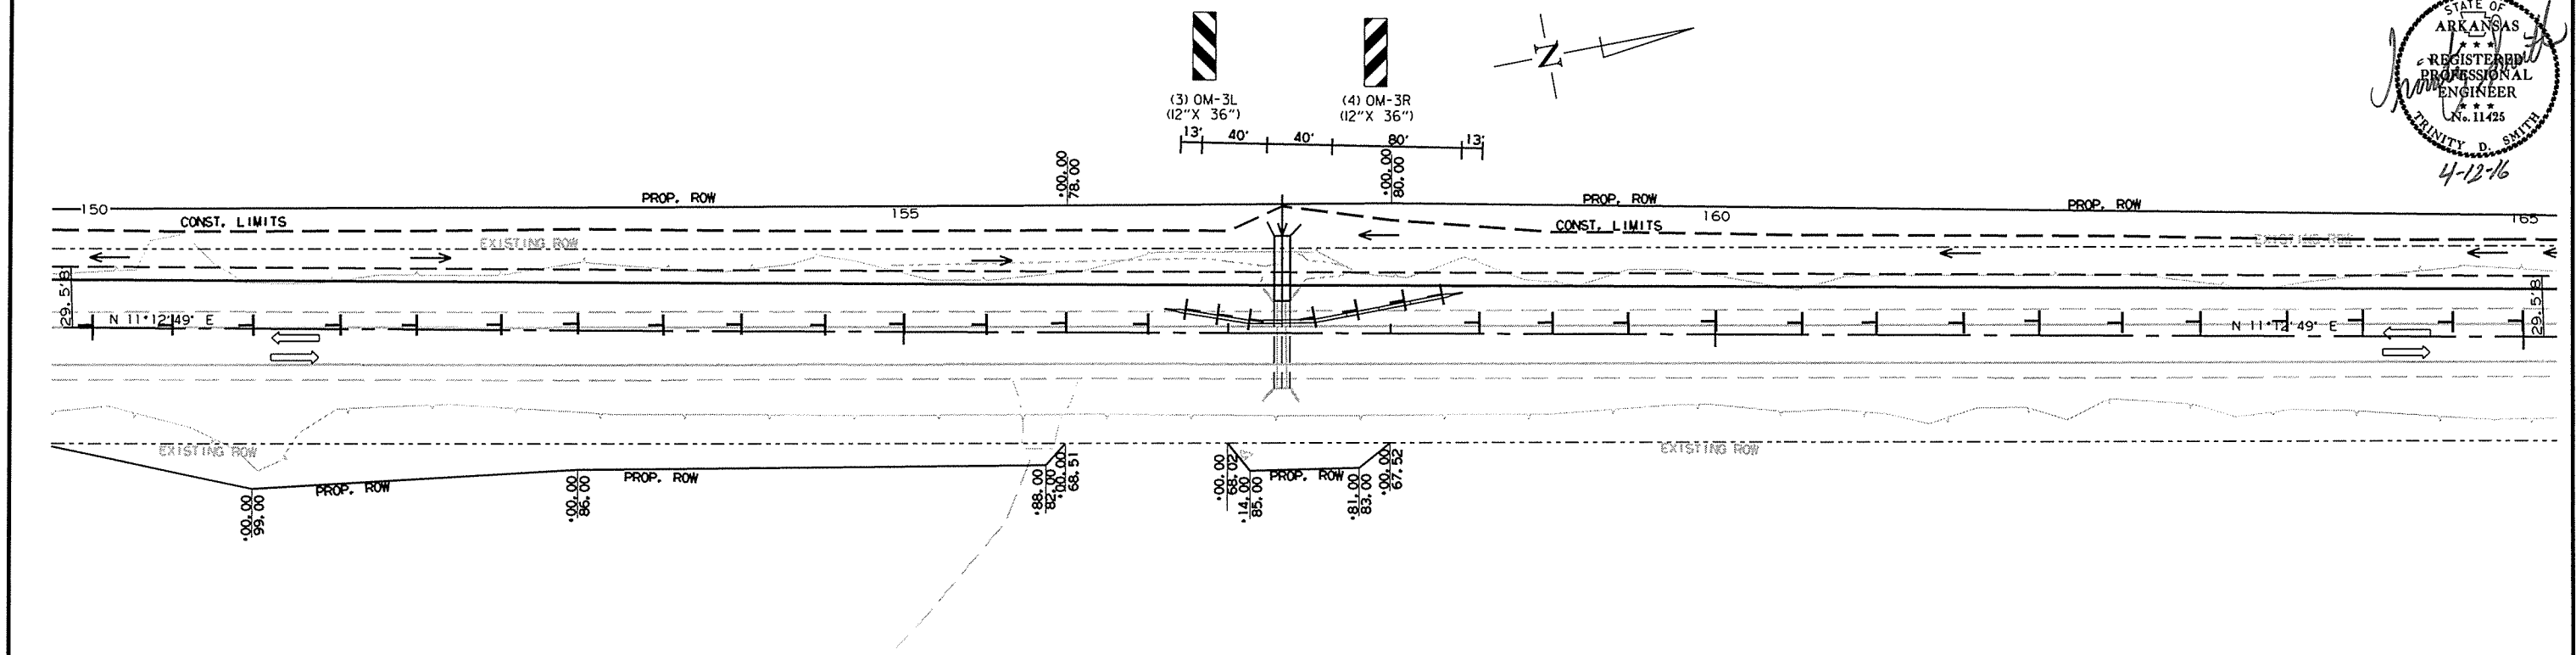 STATE OF
ARKANSAS
★ ★ ★
REGISTERED
PROFESSIONAL
ENGINEER
★ ★ ★
No. 11425
TRINITY D. SMITH
4-12-16
(3) OM-3L
(12"X 36")
(4) OM-3R
(12"X 36")
N
13' 40' 40' 80' 13'
+00.00
78.00
+00.00
80.00
PROP. ROW
PROP. ROW
PROP. ROW
150
155
160
165
CONST. LIMITS
CONST. LIMITS
EXISTING ROW
EXISTING ROW
29.5'
29.5'
N 11°12'49" E
N 11°12'49" E
EXISTING ROW
EXISTING ROW
PROP. ROW
PROP. ROW
PROP. ROW
+00.00
99.00
+00.00
86.00
+88.00
82.00
+00.00
68.51
+00.00
68.02
+14.00
85.00
+81.00
83.00
+00.00
67.52